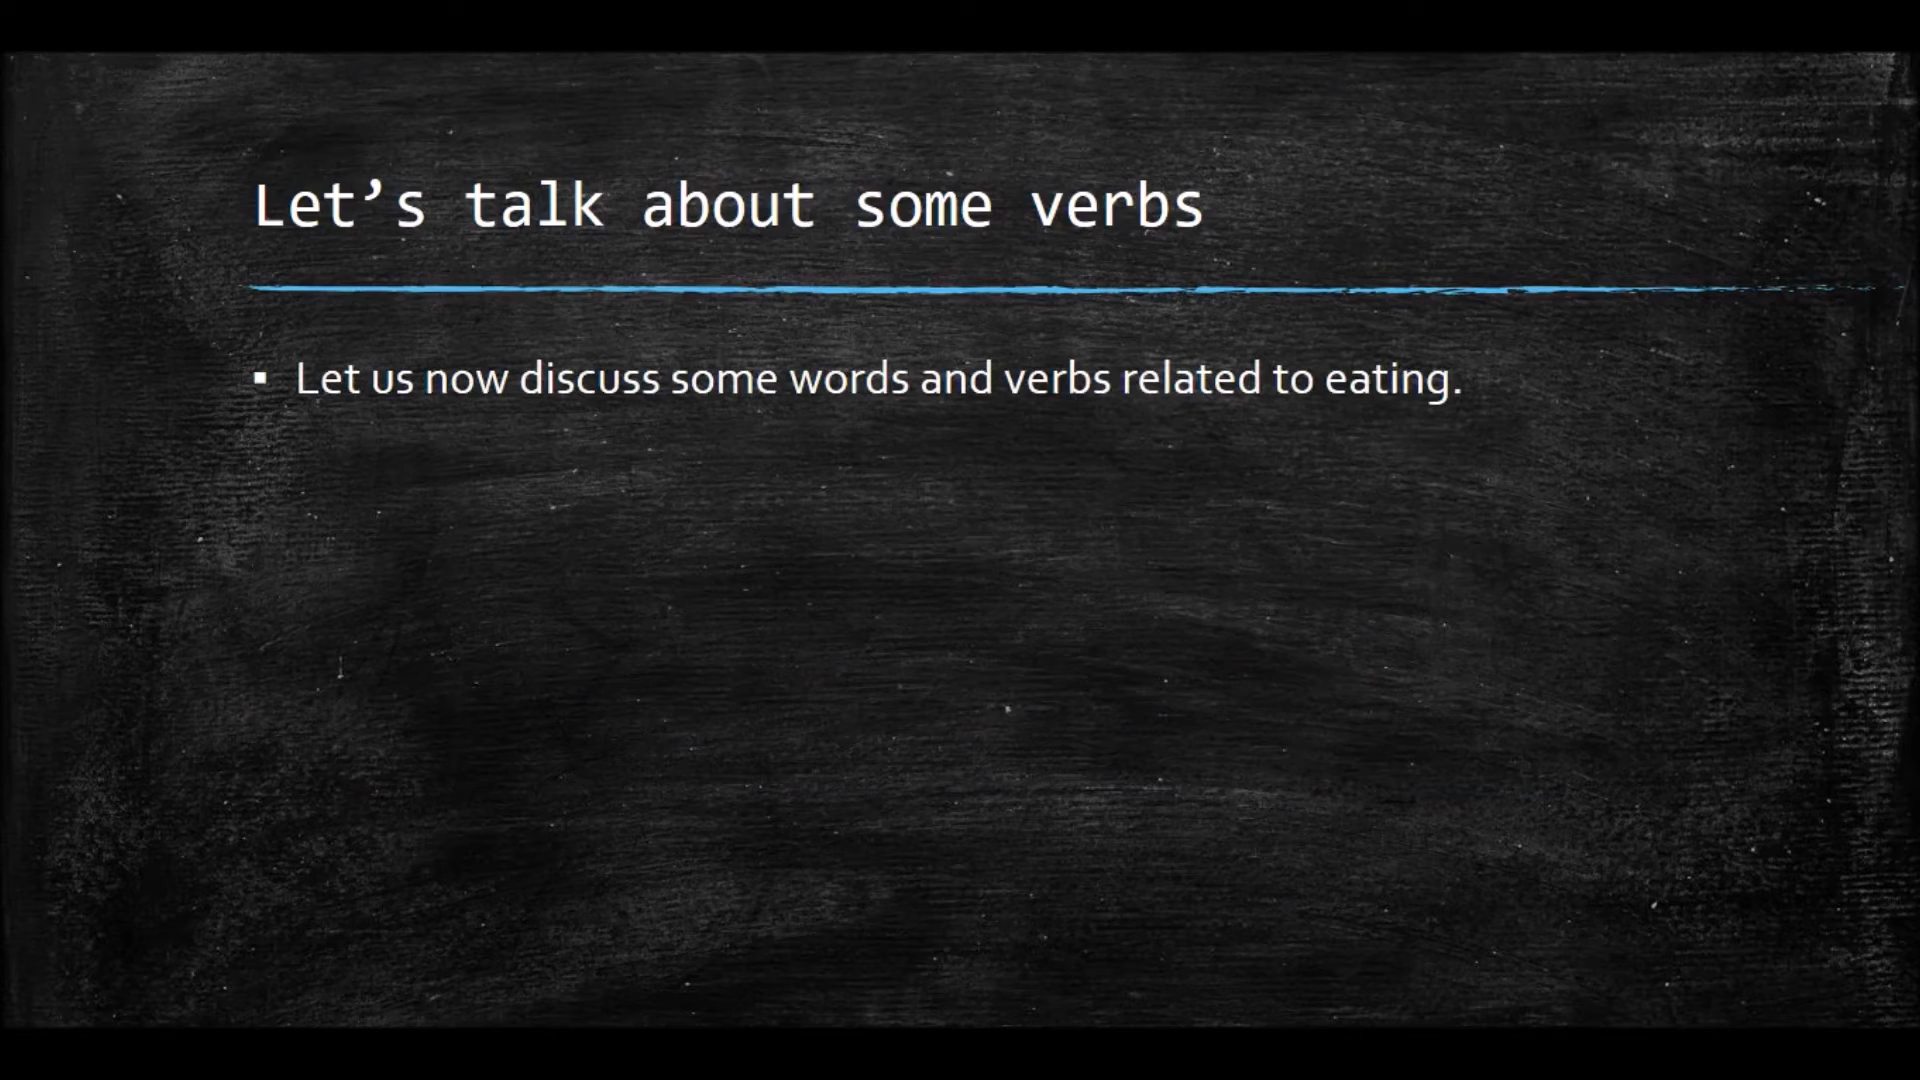 Let’s talk about some verbs
▪ Let us now discuss some words and verbs related to eating.